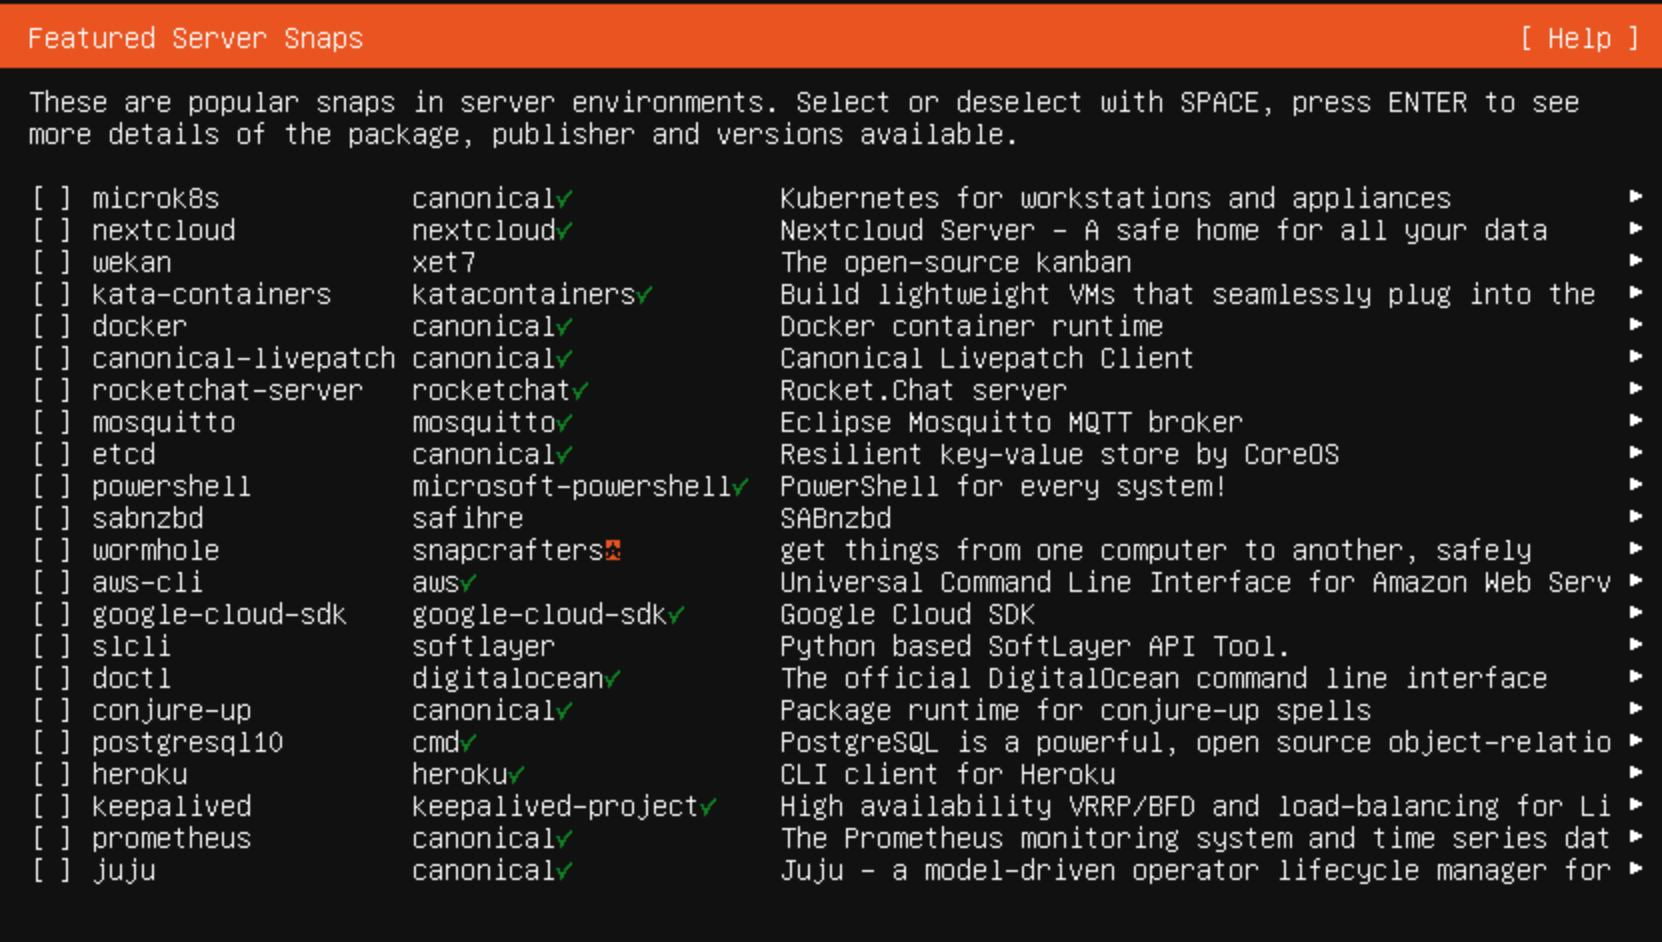 Featured Server Snaps [ Help ]
These are popular snaps in server environments. Select or deselect with SPACE, press ENTER to see
more details of the package, publisher and versions available.
[ ] microk8s canonical✓ Kubernetes for workstations and appliances ▸
[ ] nextcloud nextcloud✓ Nextcloud Server - A safe home for all your data ▸
[ ] wekan xet7 The open-source kanban ▸
[ ] kata-containers katacontainers✓ Build lightweight VMs that seamlessly plug into the ▸
[ ] docker canonical✓ Docker container runtime ▸
[ ] canonical-livepatch canonical✓ Canonical Livepatch Client ▸
[ ] rocketchat-server rocketchat✓ Rocket.Chat server ▸
[ ] mosquitto mosquitto✓ Eclipse Mosquitto MQTT broker ▸
[ ] etcd canonical✓ Resilient key-value store by CoreOS ▸
[ ] powershell microsoft-powershell✓ PowerShell for every system! ▸
[ ] sabnzbd safihre SABnzbd ▸
[ ] wormhole snapcrafters✪ get things from one computer to another, safely ▸
[ ] aws-cli aws✓ Universal Command Line Interface for Amazon Web Serv ▸
[ ] google-cloud-sdk google-cloud-sdk✓ Google Cloud SDK ▸
[ ] slcli softlayer Python based SoftLayer API Tool. ▸
[ ] doctl digitalocean✓ The official DigitalOcean command line interface ▸
[ ] conjure-up canonical✓ Package runtime for conjure-up spells ▸
[ ] postgresql10 cmd✓ PostgreSQL is a powerful, open source object-relatio ▸
[ ] heroku heroku✓ CLI client for Heroku ▸
[ ] keepalived keepalived-project✓ High availability VRRP/BFD and load-balancing for Li ▸
[ ] prometheus canonical✓ The Prometheus monitoring system and time series dat ▸
[ ] juju canonical✓ Juju - a model-driven operator lifecycle manager for ▸